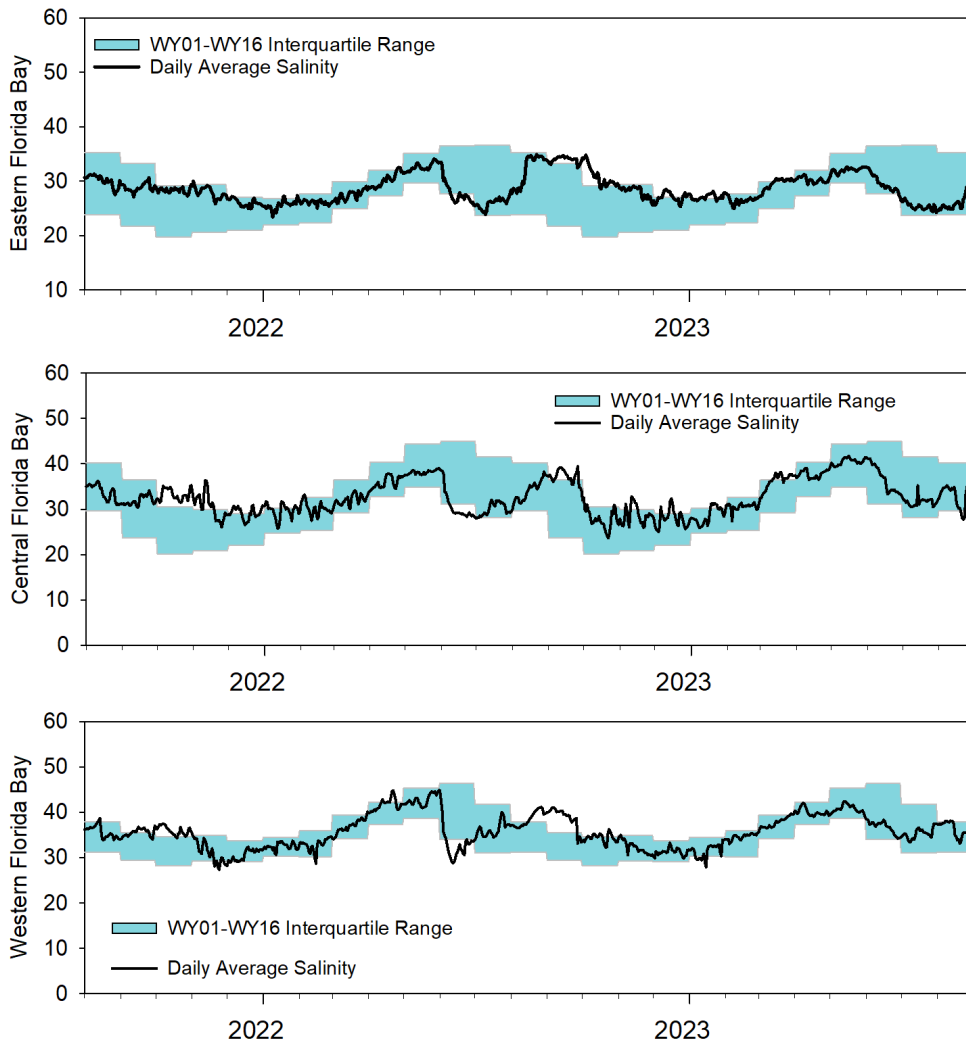 60
50
40
30
20
10
Eastern Florida Bay
WY01-WY16 Interquartile Range
Daily Average Salinity
2022
2023
60
50
40
30
20
10
0
Central Florida Bay
WY01-WY16 Interquartile Range
Daily Average Salinity
2022
2023
60
50
40
30
20
10
0
Western Florida Bay
WY01-WY16 Interquartile Range
Daily Average Salinity
2022
2023